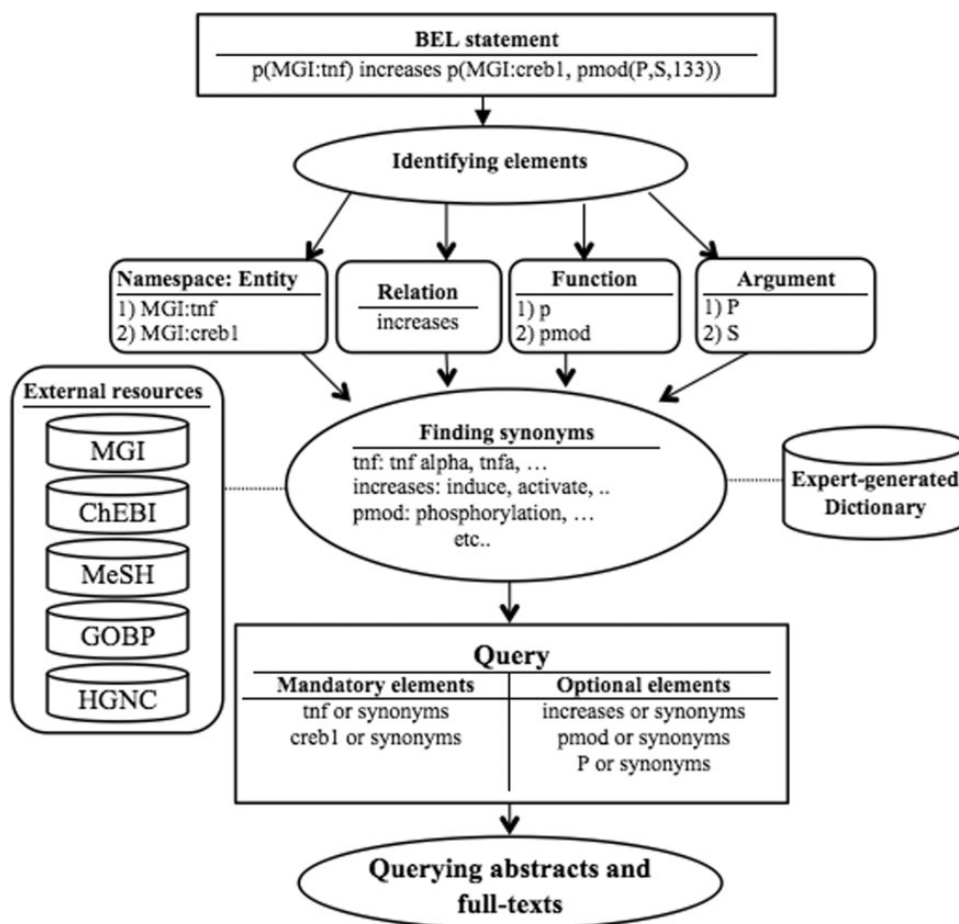 BEL statement
p(MGI:tnf) increases p(MGI:creb1, pmod(P,S,133))
Identifying elements
Namespace: Entity
1) MGI:tnf
2) MGI:creb1
Relation
increases
Function
1) p
2) pmod
Argument
1) P
2) S
External resources
MGI
ChEBI
MeSH
GOBP
HGNC
Finding synonyms
tnf: tnf alpha, tnfa, …
increases: induce, activate, ..
pmod: phosphorylation, …
etc..
Expert-generated
Dictionary
Query
Mandatory elements
tnf or synonyms
creb1 or synonyms
Optional elements
increases or synonyms
pmod or synonyms
P or synonyms
Querying abstracts and
full-texts